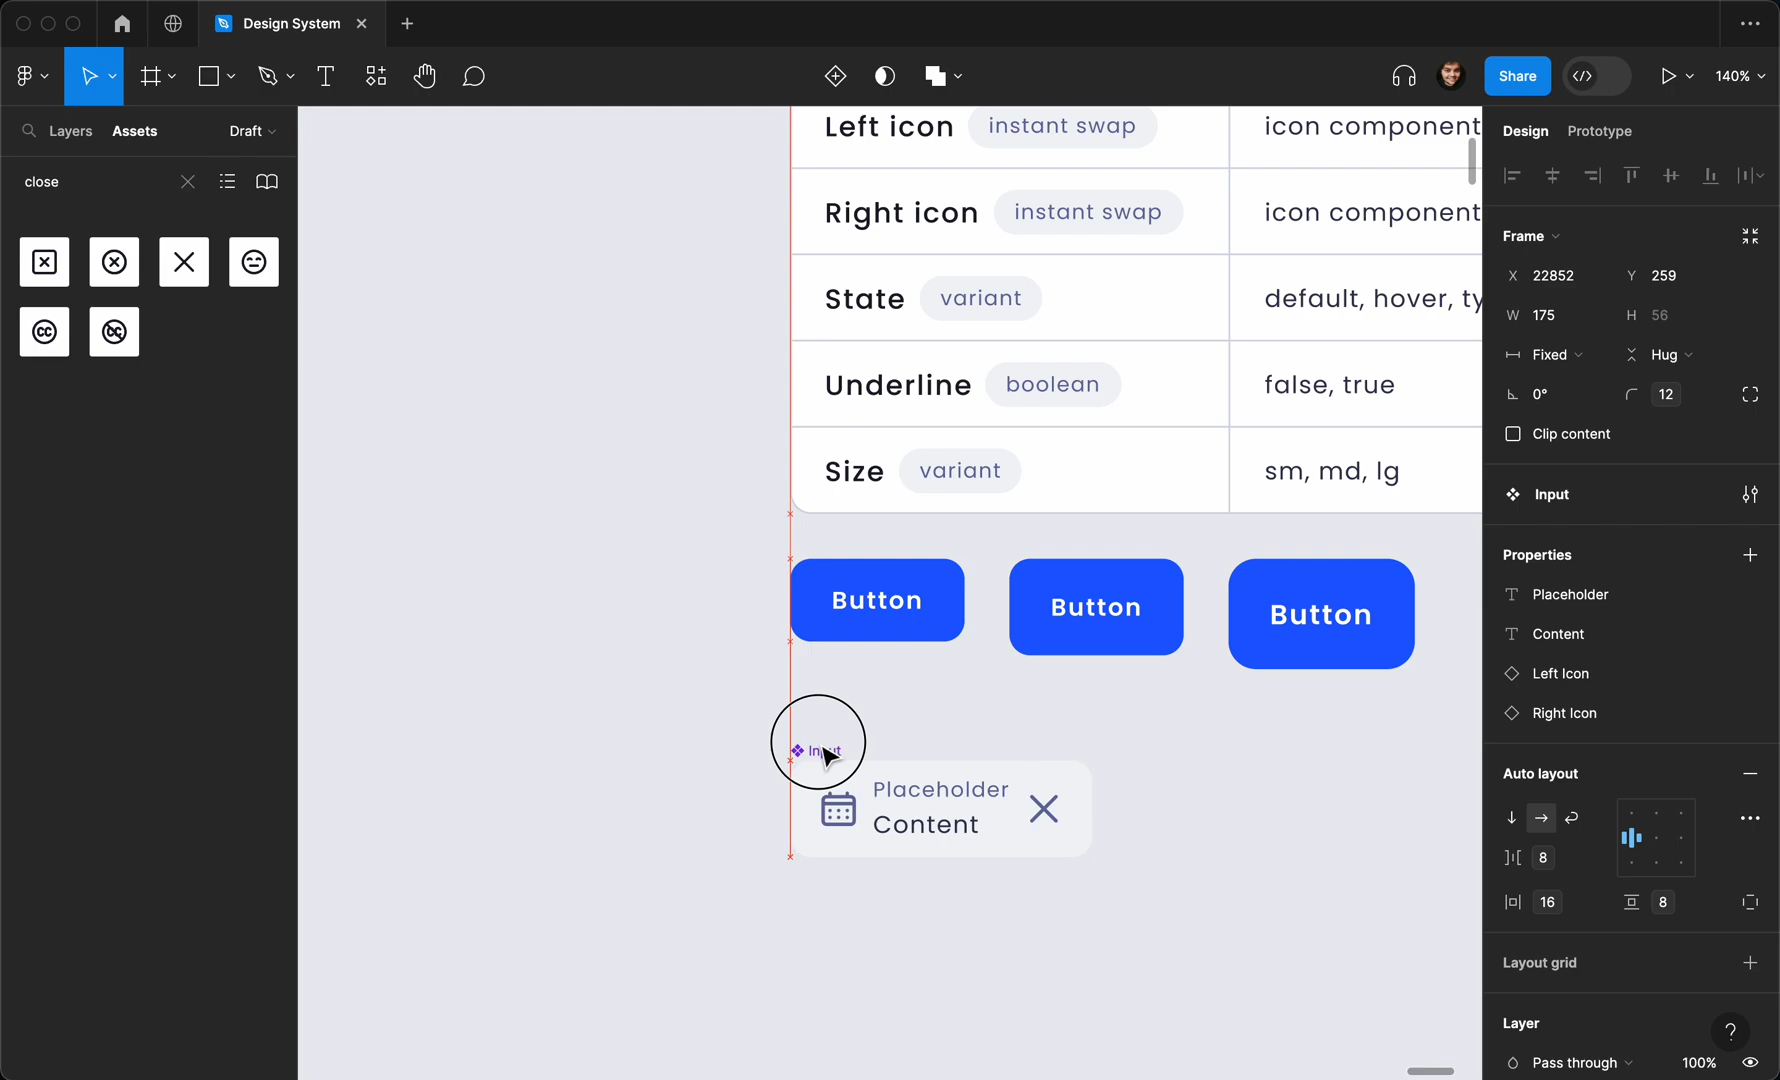 Design System
Share
140%
Layers
Assets
Draft
close
cc
cc
Left icon
instant swap
icon component
Right icon
instant swap
icon component
State
variant
default, hover, ty
Underline
boolean
false, true
Size
variant
sm, md, lg
Button
Button
Button
Input
Placeholder
Content
Design
Prototype
Frame
X 22852
Y 259
W 175
H 56
Fixed
Hug
0°
12
Clip content
Input
Properties
Placeholder
Content
Left Icon
Right Icon
Auto layout
8
16
8
Layout grid
Layer
Pass through
100%
?